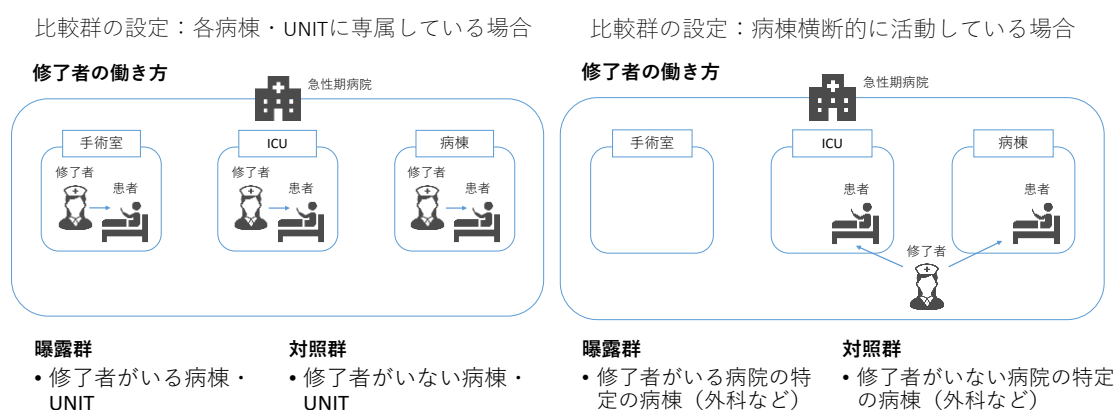 比較群の設定：各病棟・UNITに専属している場合
修了者の働き方
急性期病院
手術室
ICU
病棟
修了者
患者
修了者
患者
修了者
患者
曝露群
• 修了者がいる病棟・
UNIT
対照群
• 修了者がいない病棟・
UNIT
比較群の設定：病棟横断的に活動している場合
修了者の働き方
急性期病院
手術室
ICU
病棟
患者
患者
修了者
曝露群
• 修了者がいる病院の特
定の病棟（外科など）
対照群
• 修了者がいない病院の特定
の病棟（外科など）